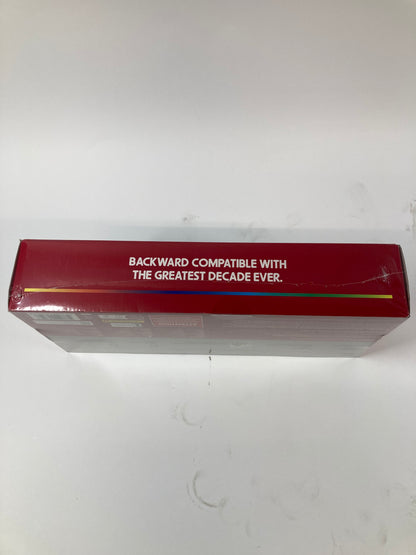 BACKWARD COMPATIBLE WITH
THE GREATEST DECADE EVER.